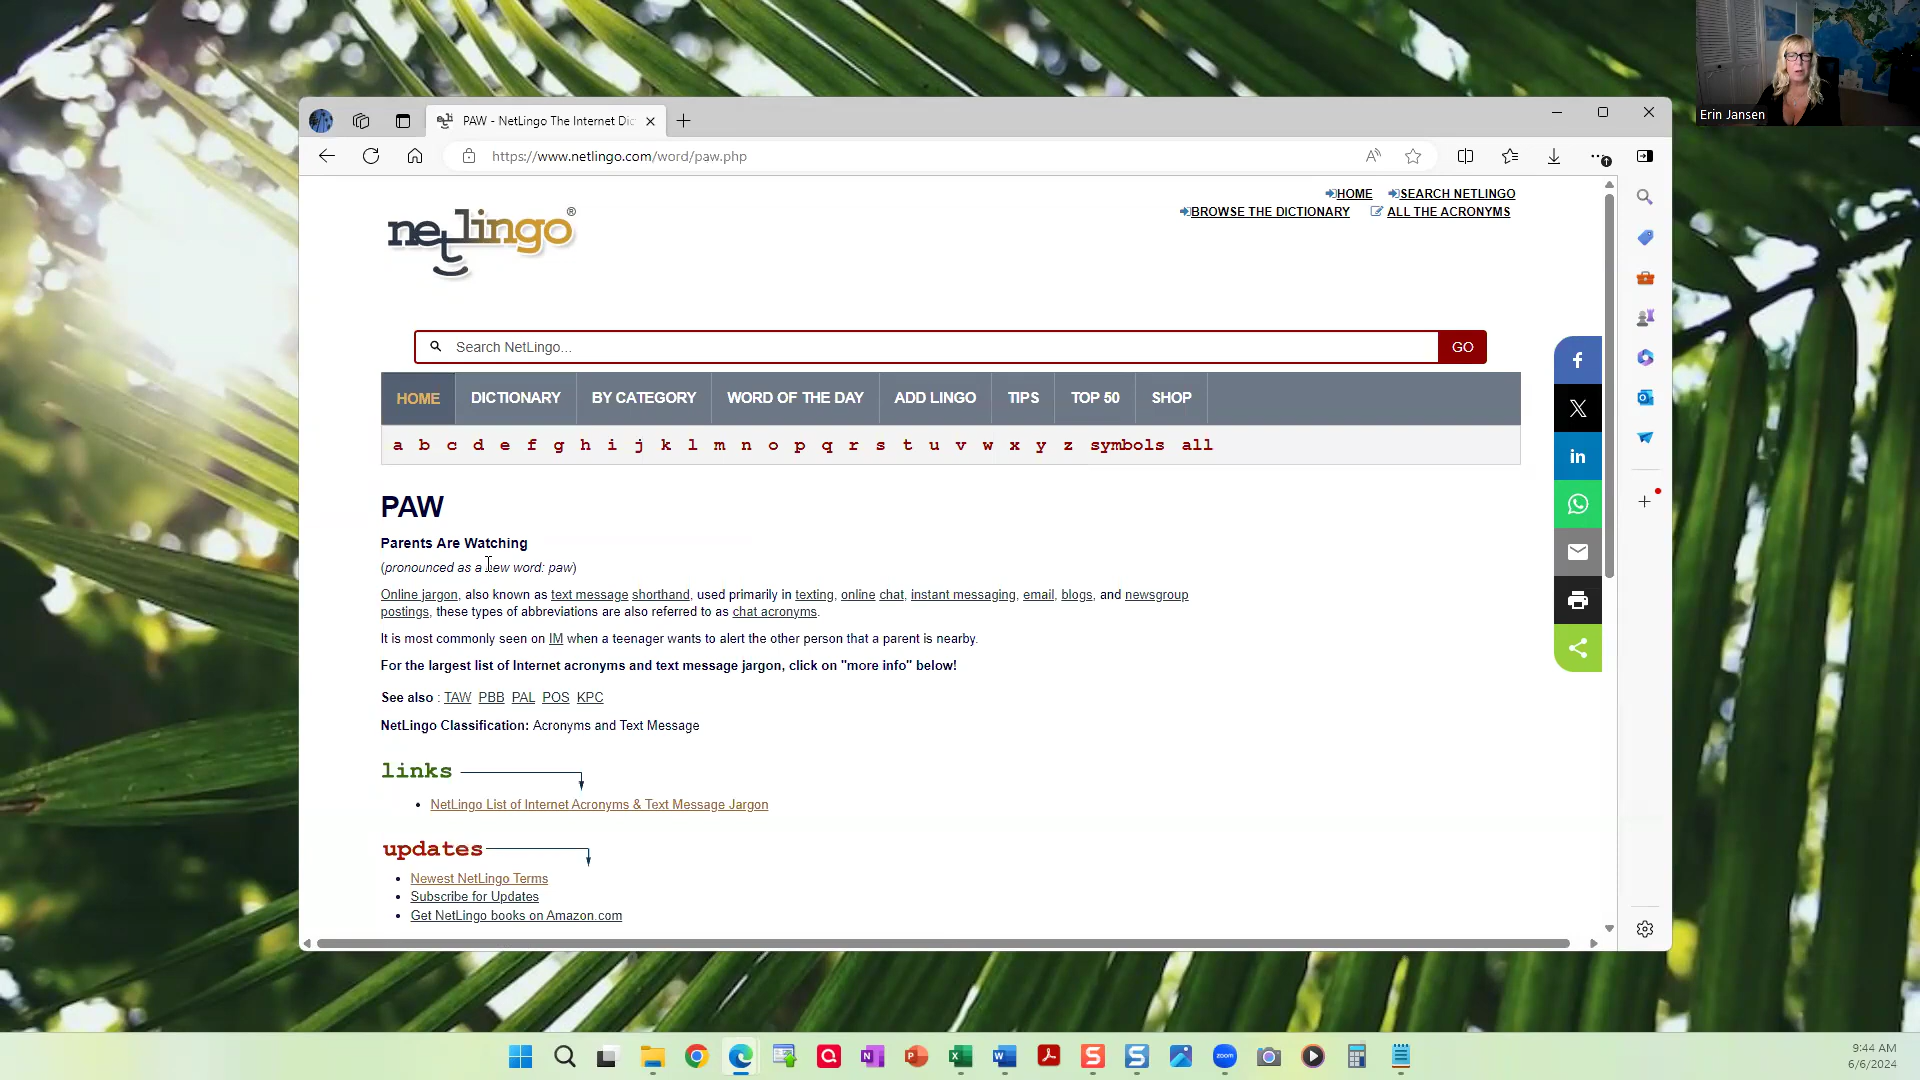 Erin Jansen
PAW - NetLingo The Internet Dic
https://www.netlingo.com/word/paw.php
HOME SEARCH NETLINGO
BROWSE THE DICTIONARY ALL THE ACRONYMS
netlingo®
Search NetLingo... GO
HOME DICTIONARY BY CATEGORY WORD OF THE DAY ADD LINGO TIPS TOP 50 SHOP
a b c d e f g h i j k l m n o p q r s t u v w x y z symbols all
PAW
Parents Are Watching
(pronounced as a new word: paw)
Online jargon, also known as text message shorthand, used primarily in texting, online chat, instant messaging, email, blogs, and newsgroup
postings, these types of abbreviations are also referred to as chat acronyms.
It is most commonly seen on IM when a teenager wants to alert the other person that a parent is nearby.
For the largest list of Internet acronyms and text message jargon, click on "more info" below!
See also : TAW PBB PAL POS KPC
NetLingo Classification: Acronyms and Text Message
links
• NetLingo List of Internet Acronyms & Text Message Jargon
updates
• Newest NetLingo Terms
• Subscribe for Updates
• Get NetLingo books on Amazon.com
9:44 AM
6/6/2024